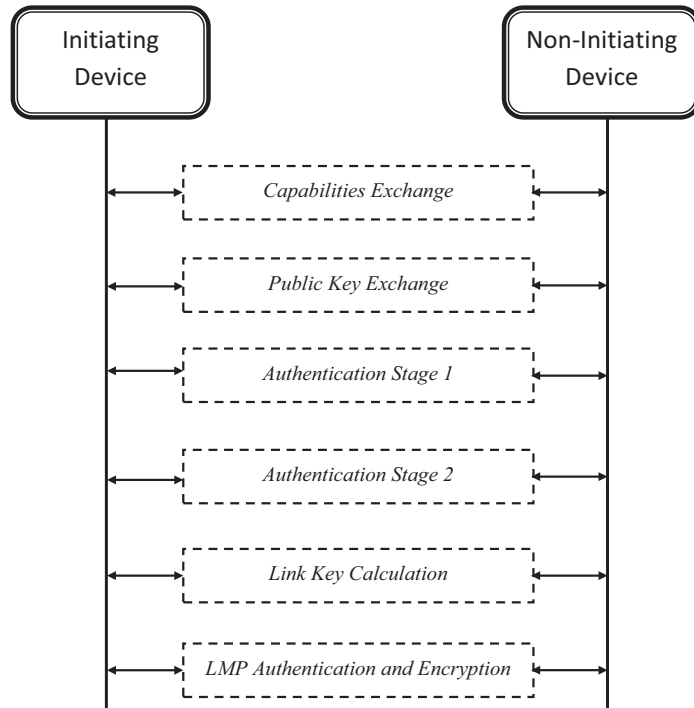 Initiating
Device
Non-Initiating
Device
Capabilities Exchange
Public Key Exchange
Authentication Stage 1
Authentication Stage 2
Link Key Calculation
LMP Authentication and Encryption